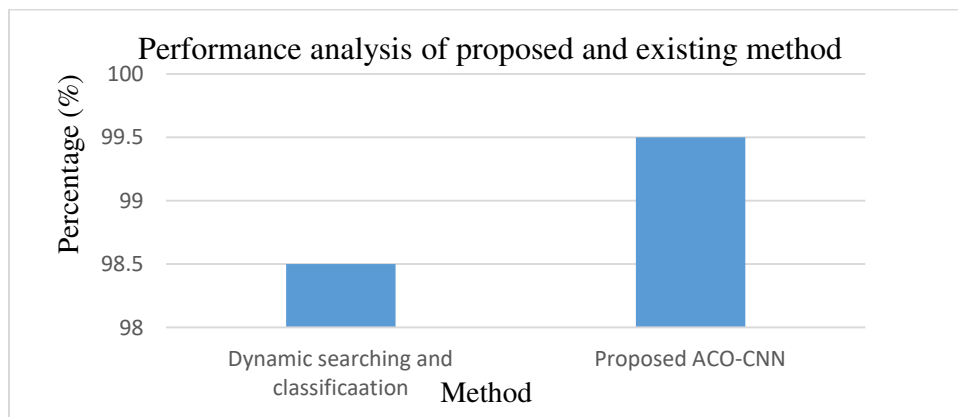 Performance analysis of proposed and existing method
Percentage (%)
100
99.5
99
98.5
98
Dynamic searching and
classificaation
Proposed ACO-CNN
Method